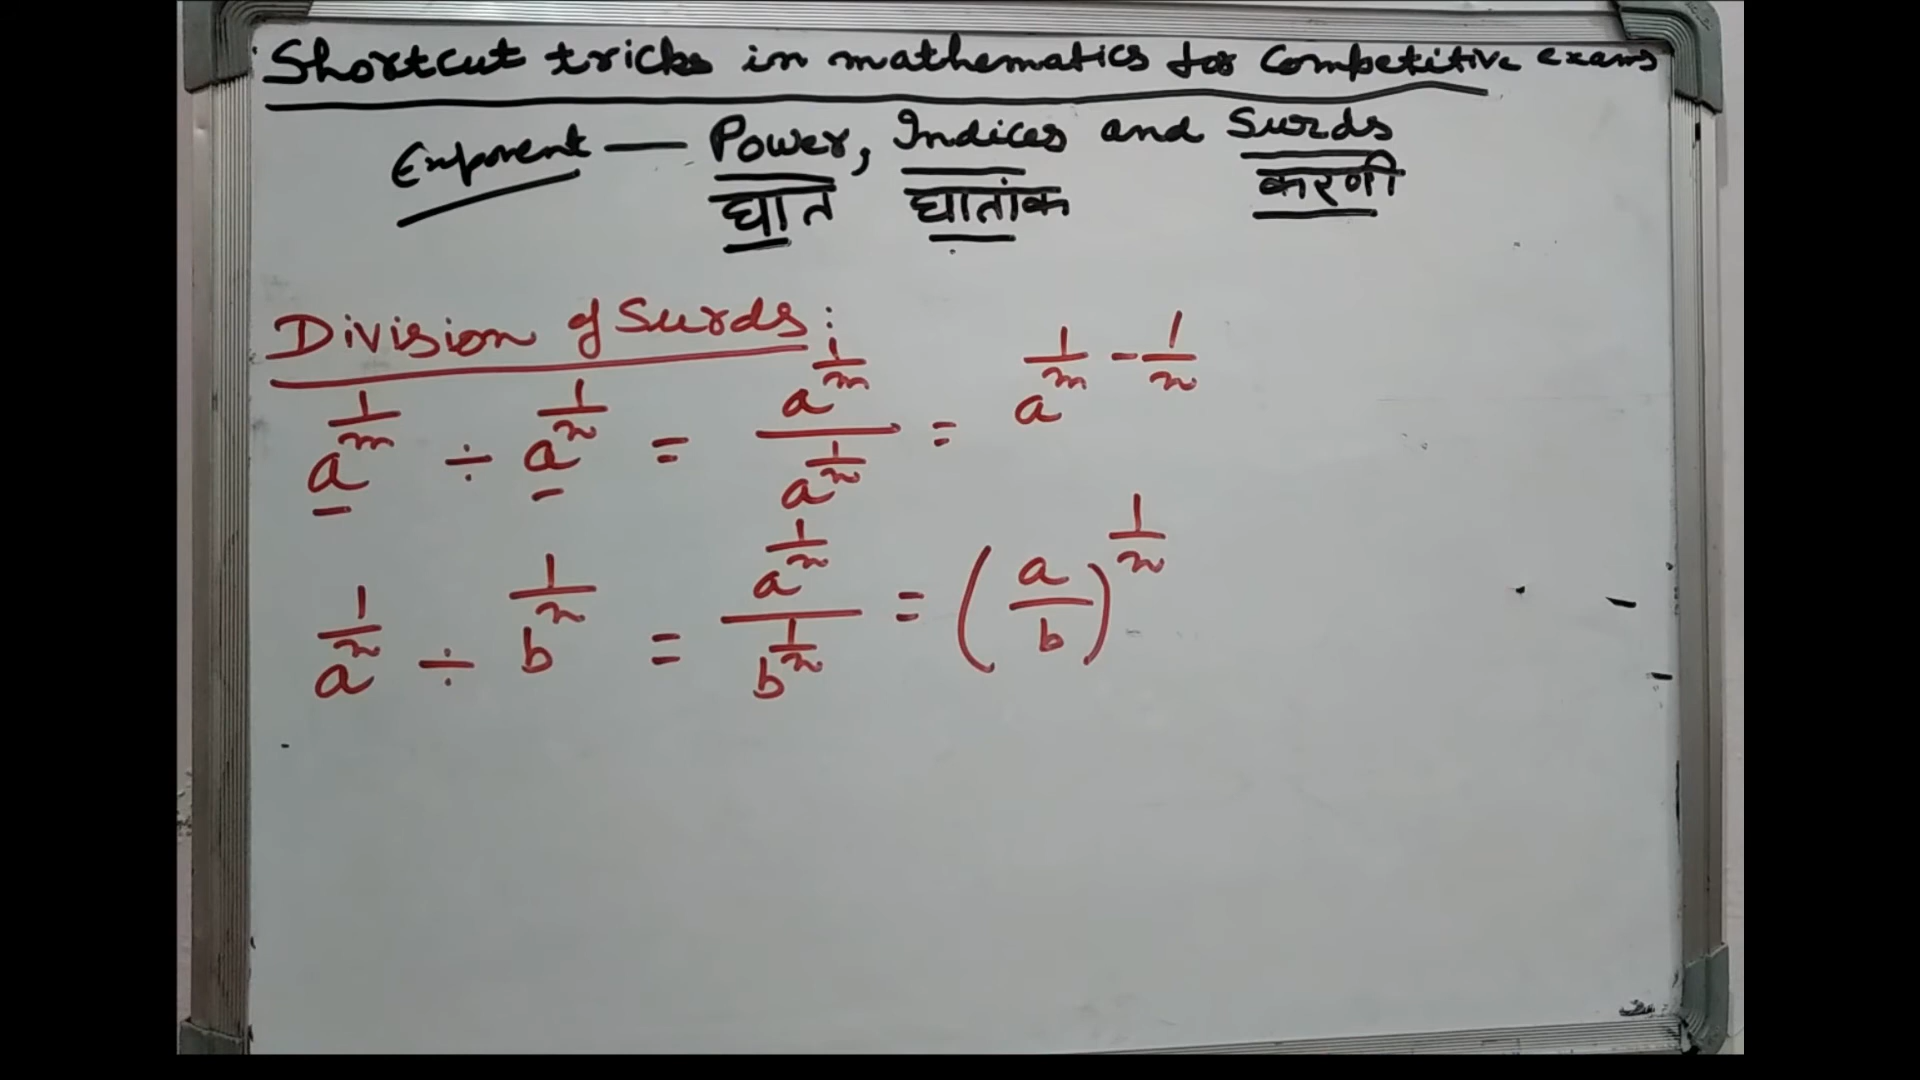 Shortcut tricks in mathematics for Competitive exams
Exponent — Power, Indices and Surds
घात घातांक करणी
Division of Surds:
a^(1/m) ÷ a^(1/n) = a^(1/m) / a^(1/n) = a^(1/m - 1/n)
a^(1/n) ÷ b^(1/n) = a^(1/n) / b^(1/n) = (a/b)^(1/n)